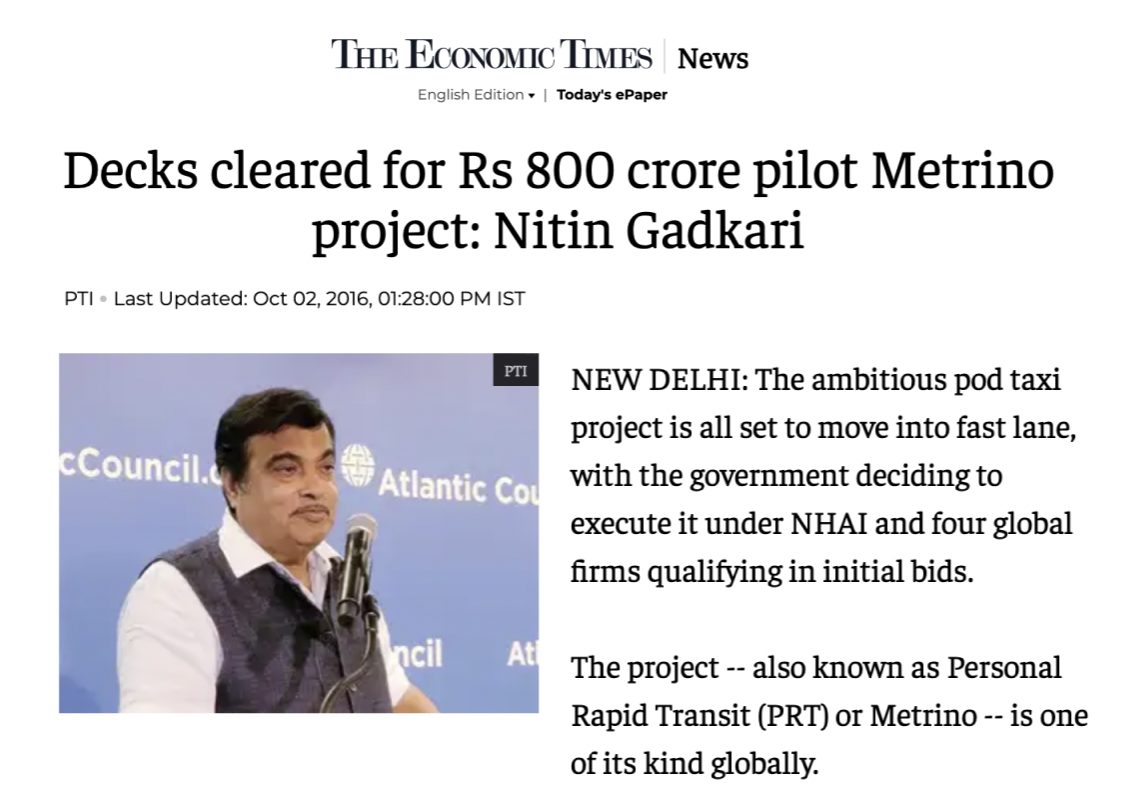 THE ECONOMIC TIMES | News
English Edition ▾ | Today's ePaper
Decks cleared for Rs 800 crore pilot Metrino
project: Nitin Gadkari
PTI • Last Updated: Oct 02, 2016, 01:28:00 PM IST
PTI
cCouncil.
Atlantic Cou
ncil
Atl
NEW DELHI: The ambitious pod taxi
project is all set to move into fast lane,
with the government deciding to
execute it under NHAI and four global
firms qualifying in initial bids.
The project -- also known as Personal
Rapid Transit (PRT) or Metrino -- is one
of its kind globally.